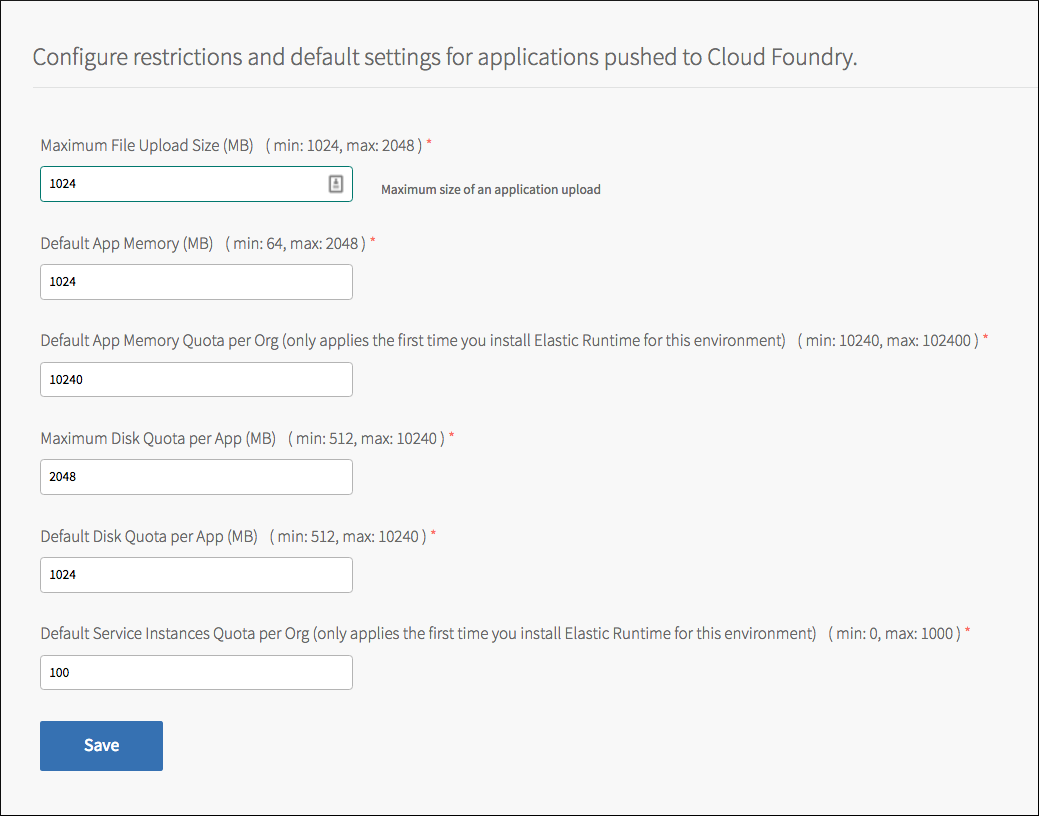 Configure restrictions and default settings for applications pushed to Cloud Foundry.
Maximum File Upload Size (MB) ( min: 1024, max: 2048 ) *
1024
Maximum size of an application upload
Default App Memory (MB) ( min: 64, max: 2048 ) *
1024
Default App Memory Quota per Org (only applies the first time you install Elastic Runtime for this environment) ( min: 10240, max: 102400 ) *
10240
Maximum Disk Quota per App (MB) ( min: 512, max: 10240 ) *
2048
Default Disk Quota per App (MB) ( min: 512, max: 10240 ) *
1024
Default Service Instances Quota per Org (only applies the first time you install Elastic Runtime for this environment) ( min: 0, max: 1000 ) *
100
Save